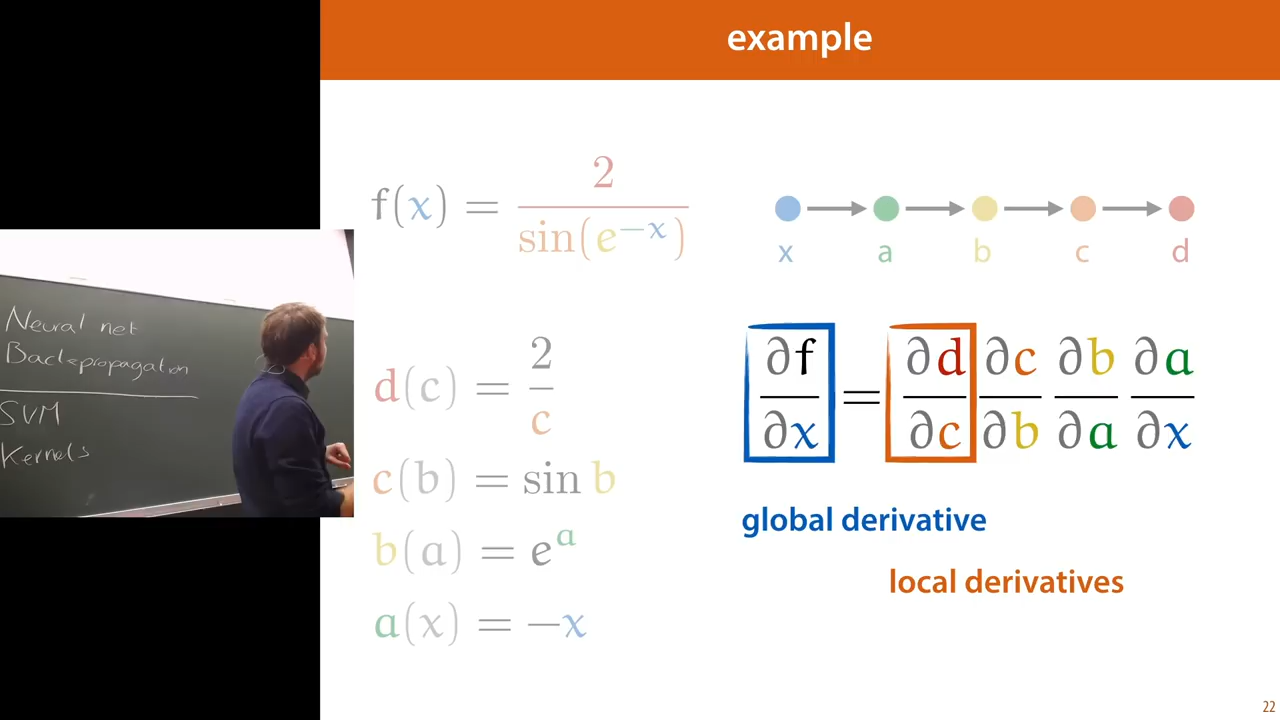 example
f(x) = 2 / sin(e^{-x})
x a b c d
d(c) = 2 / c
c(b) = sin b
b(a) = e^a
a(x) = -x
∂f/∂x = ∂d/∂c ∂c/∂b ∂b/∂a ∂a/∂x
global derivative
local derivatives
Neural net
Backpropagation
SVM
Kernels
22